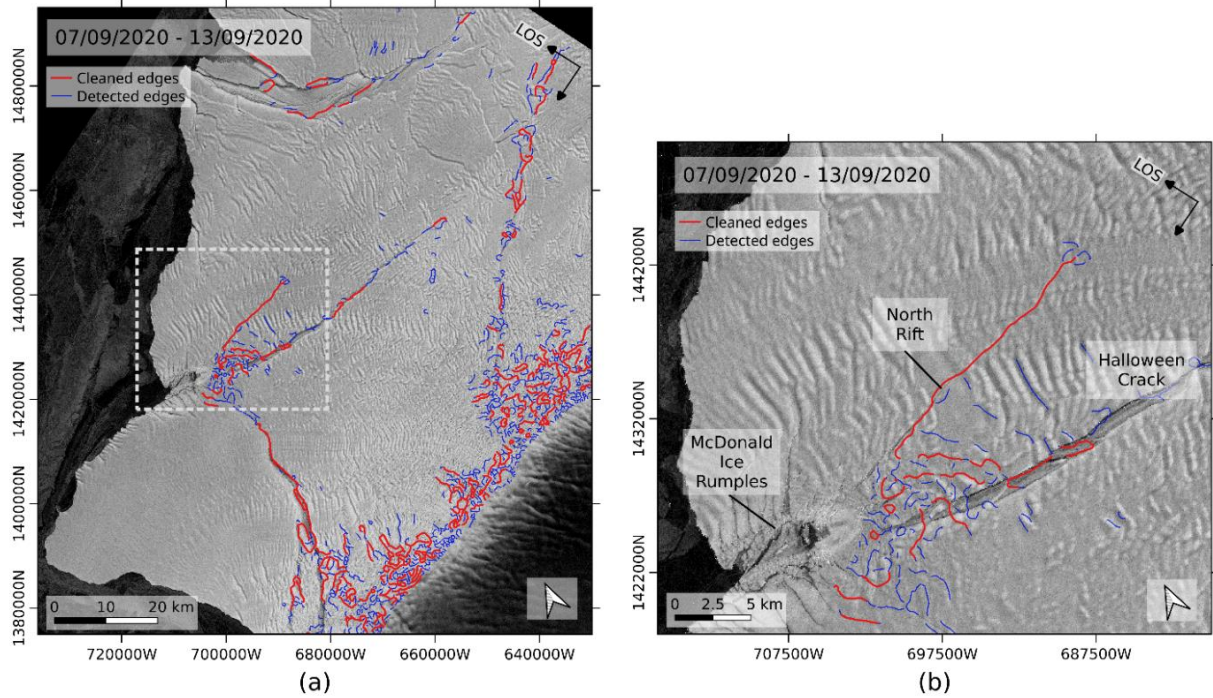 07/09/2020 - 13/09/2020
Cleaned edges
Detected edges
LOS
1480000N
1460000N
1440000N
1420000N
1400000N
1380000N
0 10 20 km
720000W 700000W 680000W 660000W 640000W
(a)
07/09/2020 - 13/09/2020
Cleaned edges
Detected edges
LOS
1442000N
1432000N
1422000N
North
Rift
Halloween
Crack
McDonald
Ice
Rumples
0 2.5 5 km
707500W 697500W 687500W
(b)